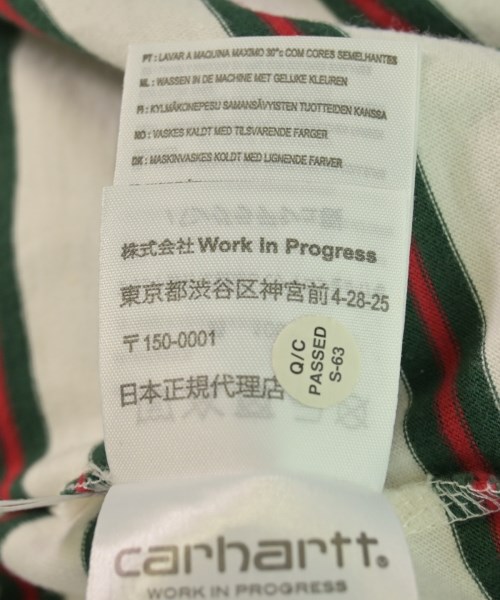 PT : LAVAR A MAQUINA MAXIMO 30°c COM CORES SEMELHANTES
NL : WASSEN IN DE MACHINE MET GELIJKE KLEUREN
FI : KYLMÄKONEPESU SAMANSÄVYISTEN TUOTTEIDEN KANSSA
NO : VASKES KALDT MED TILSVARENDE FARGER
DK : MASKINVASKES KOLDT MED LIGNENDE FARVER
株式会社 Work In Progress
東京都渋谷区神宮前4-28-25
〒150-0001
日本正規代理店
Q/C
PASSED
S-63
carhartt®
WORK IN PROGRESS